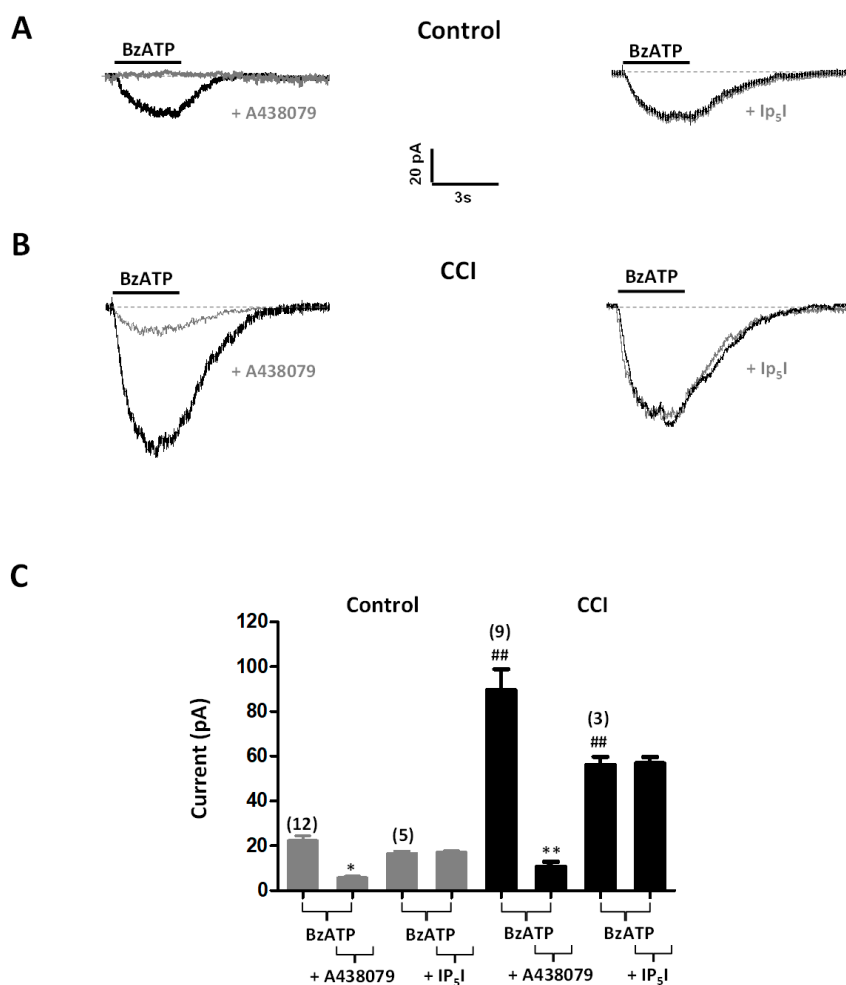 A
Control
BzATP
BzATP
+ A438079
+ Ip₅I
20 pA
3s
B
CCI
BzATP
BzATP
+ A438079
+ Ip₅I
C
Control
CCI
Current (pA)
120
100
80
60
40
20
0
(12)
*
(5)
(9)
##
**
(3)
##
BzATP
BzATP
BzATP
BzATP
+ A438079
+ IP₅I
+ A438079
+ IP₅I